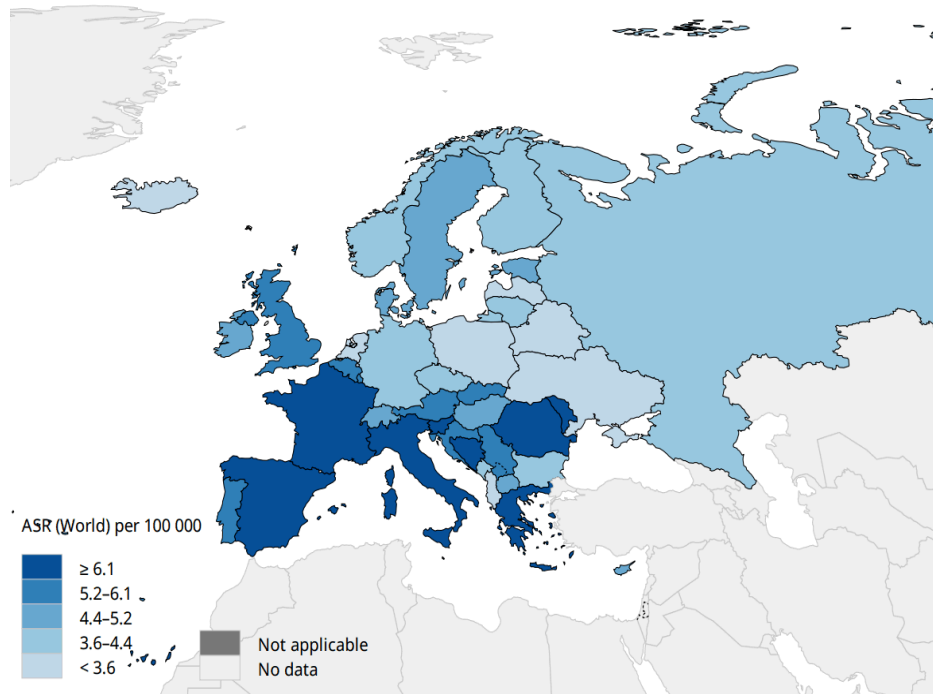 ASR (World) per 100 000
≥ 6.1
5.2–6.1
4.4–5.2
3.6–4.4
< 3.6
Not applicable
No data